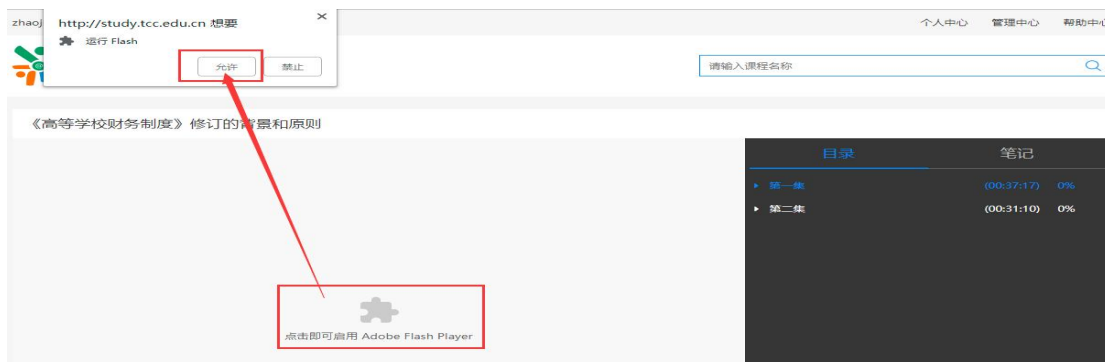 zhaoj
http://study.tcc.edu.cn 想要
×
运行 Flash
允许 禁止
个人中心 管理中心 帮助中心
请输入课程名称
《高等学校财务制度》修订的背景和原则
目录 笔记
第一集 (00:37:17) 0%
第二集 (00:31:10) 0%
点击即可启用 Adobe Flash Player